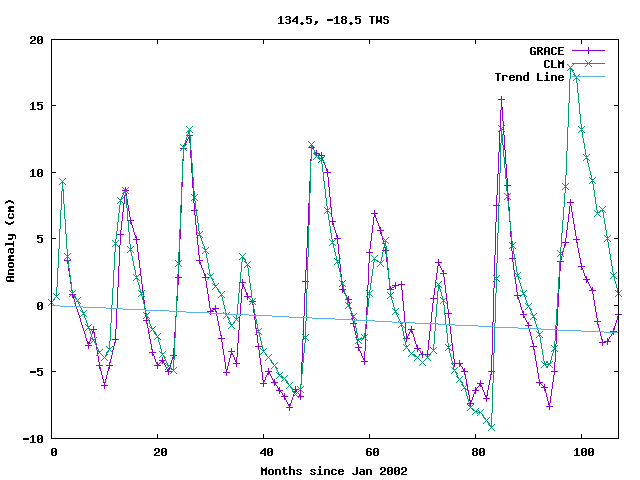 134.5, -18.5 TWS
GRACE
CLM
Trend Line
20
15
10
5
0
-5
-10
Anomaly (cm)
0 20 40 60 80 100
Months since Jan 2002